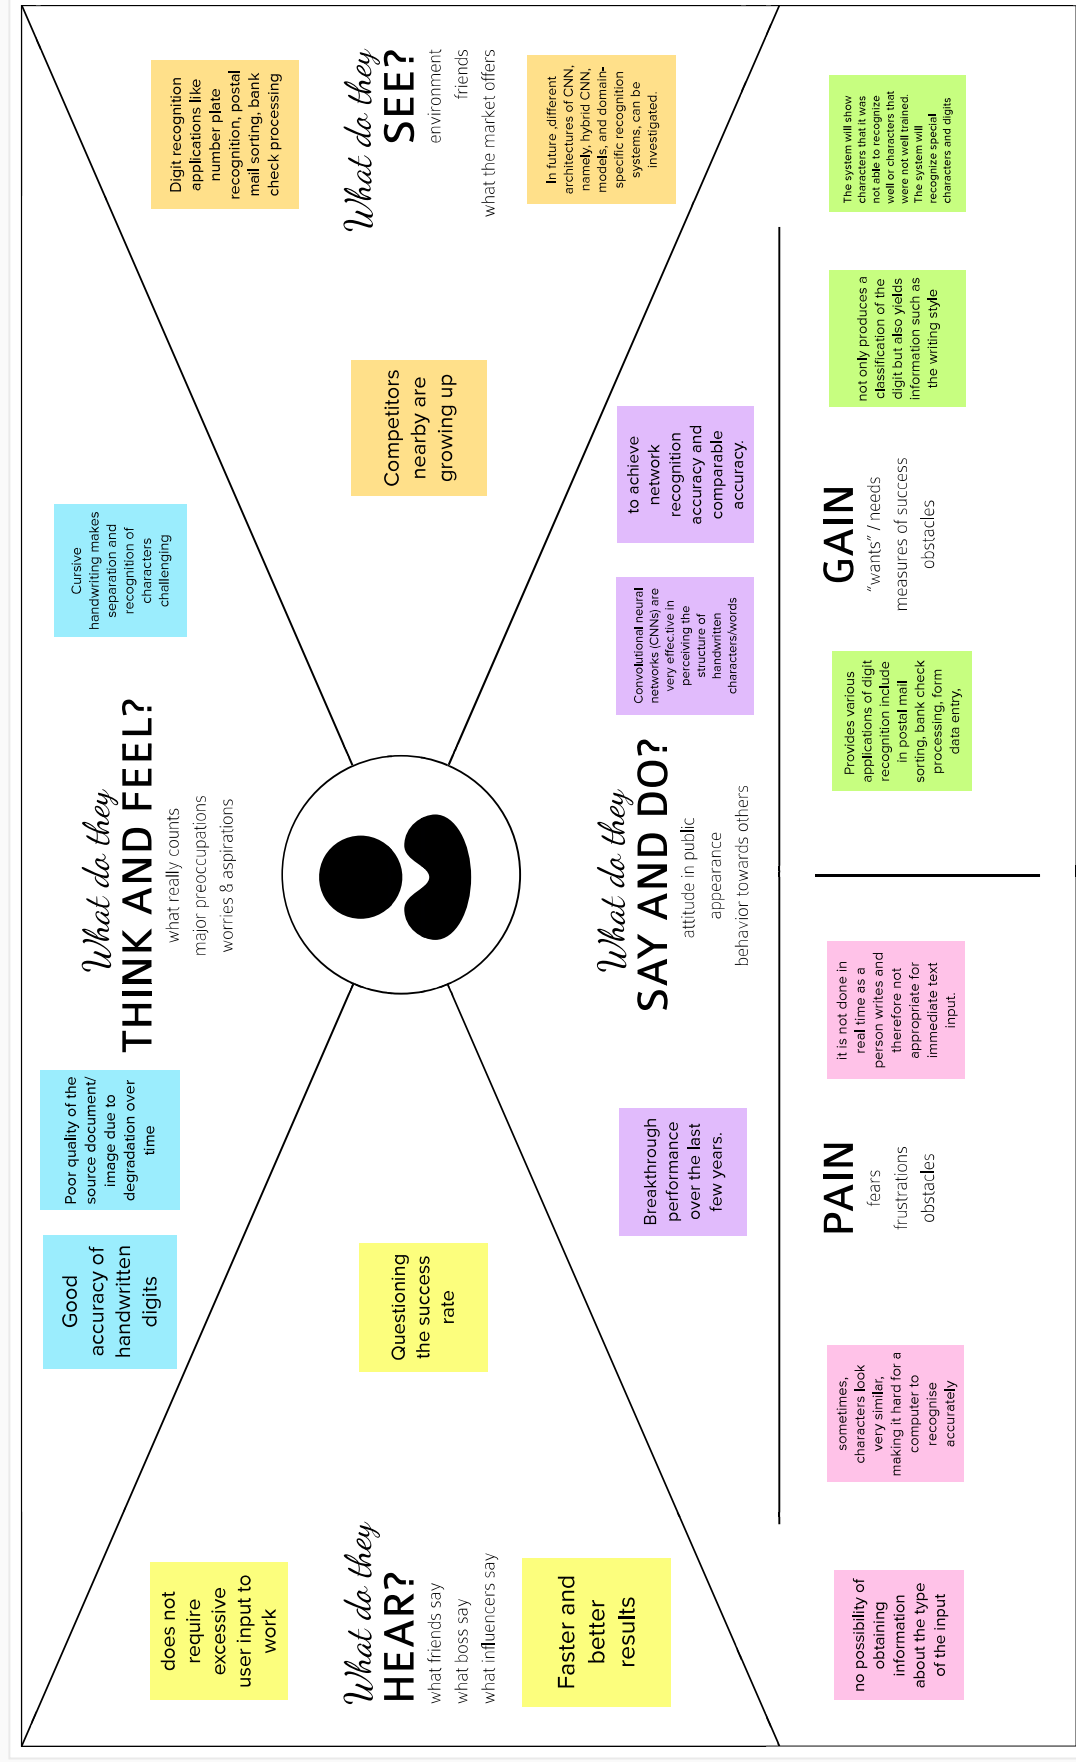 What do they
THINK AND FEEL?
what really counts
major preoccupations
worries & aspirations
Good
accuracy of
handwritten
digits
Poor quality of the
source document/
image due to
degradation over
time
Cursive
handwriting makes
separation and
recognition of
characters
challenging
What do they
HEAR?
what friends say
what boss say
what influencers say
does not
require
excessive
user input to
work
Questioning
the success
rate
Faster and
better
results
What do they
SEE?
environment
friends
what the market offers
Digit recognition
applications like
number plate
recognition, postal
mail sorting, bank
check processing
Competitors
nearby are
growing up
In future ,different
architectures of CNN,
namely, hybrid CNN,
models, and domain-
specific recognition
systems, can be
investigated.
What do they
SAY AND DO?
attitude in public
appearance
behavior towards others
Breakthrough
performance
over the last
few years.
Convolutional neural
networks (CNNs) are
very effec.tive in
perceiving the
structure of
handwritten
characters/words
to achieve
network
recognition
accuracy and
comparable
accuracy.
PAIN
fears
frustrations
obstacles
no possibility of
obtaining
information
about the type
of the input
sometimes,
characters look
very similar,
making it hard for a
computer to
recognise
accurately
it is not done in
real time as a
person writes and
therefore not
appropriate for
immediate text
input.
GAIN
"wants" / needs
measures of success
obstacles
Provides various
applications of digit
recognition include
in postal mail
sorting, bank check
processing, form
data entry,
not only produces a
classification of the
digit but also yields
information such as
the writing style
The system will show
characters that it was
not able to recognize
well or characters that
were not well trained.
The system will
recognize special
characters and digits